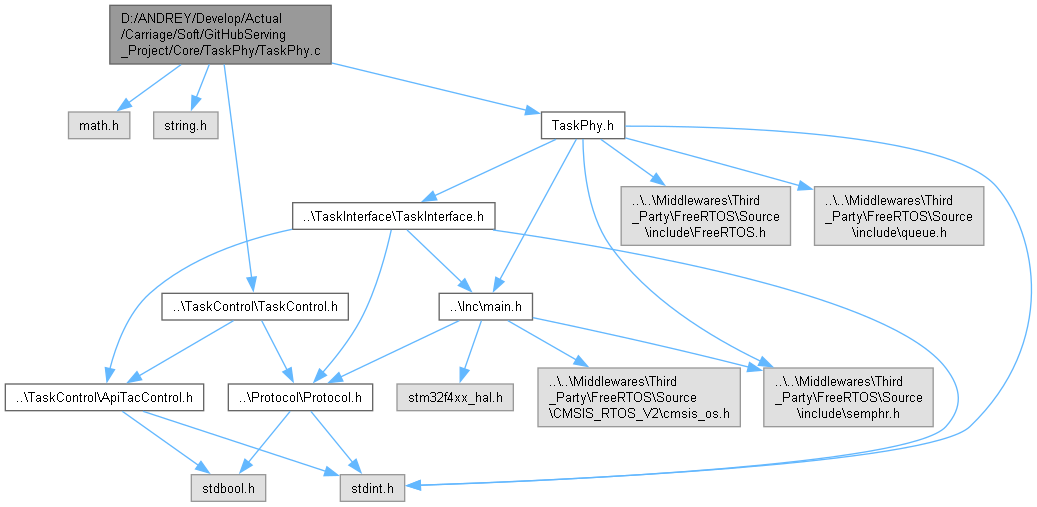 D:/ANDREY/Develop/Actual
/Carriage/Soft/GitHubServing
_Project/Core/TaskPhy/TaskPhy.c
math.h
string.h
TaskPhy.h
..\TaskInterface\TaskInterface.h
..\..\Middlewares\Third
_Party\FreeRTOS\Source
\include\FreeRTOS.h
..\..\Middlewares\Third
_Party\FreeRTOS\Source
\include\queue.h
..\TaskControl\TaskControl.h
..\Inc\main.h
..\TaskControl\ApiTacControl.h
..\Protocol\Protocol.h
stm32f4xx_hal.h
..\..\Middlewares\Third
_Party\FreeRTOS\Source
\CMSIS_RTOS_V2\cmsis_os.h
..\..\Middlewares\Third
_Party\FreeRTOS\Source
\include\semphr.h
stdbool.h
stdint.h